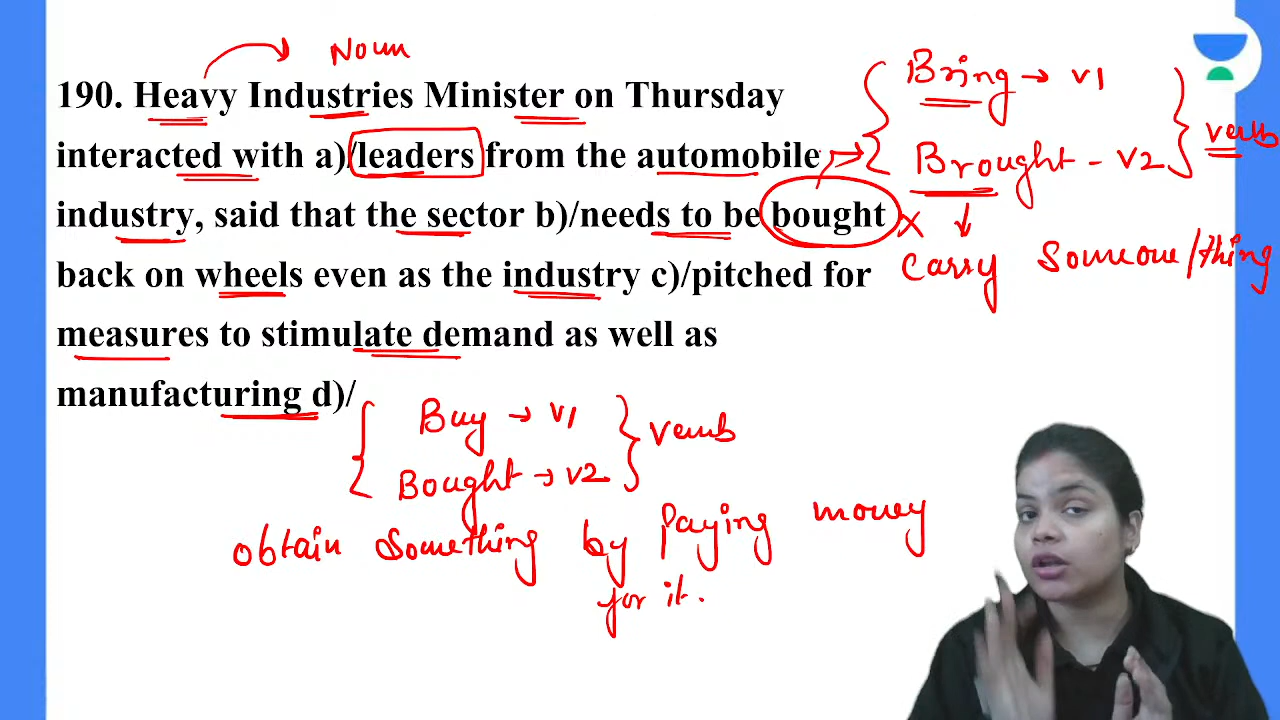 Noun
190. Heavy Industries Minister on Thursday
interacted with a)/leaders from the automobile
industry, said that the sector b)/needs to be bought
back on wheels even as the industry c)/pitched for
measures to stimulate demand as well as
manufacturing d)/
Bring → v1
Brought - v2
verb
x
Carry Someone/thing
Buy → v1
Bought → v2
verb
obtain something by paying money
for it.